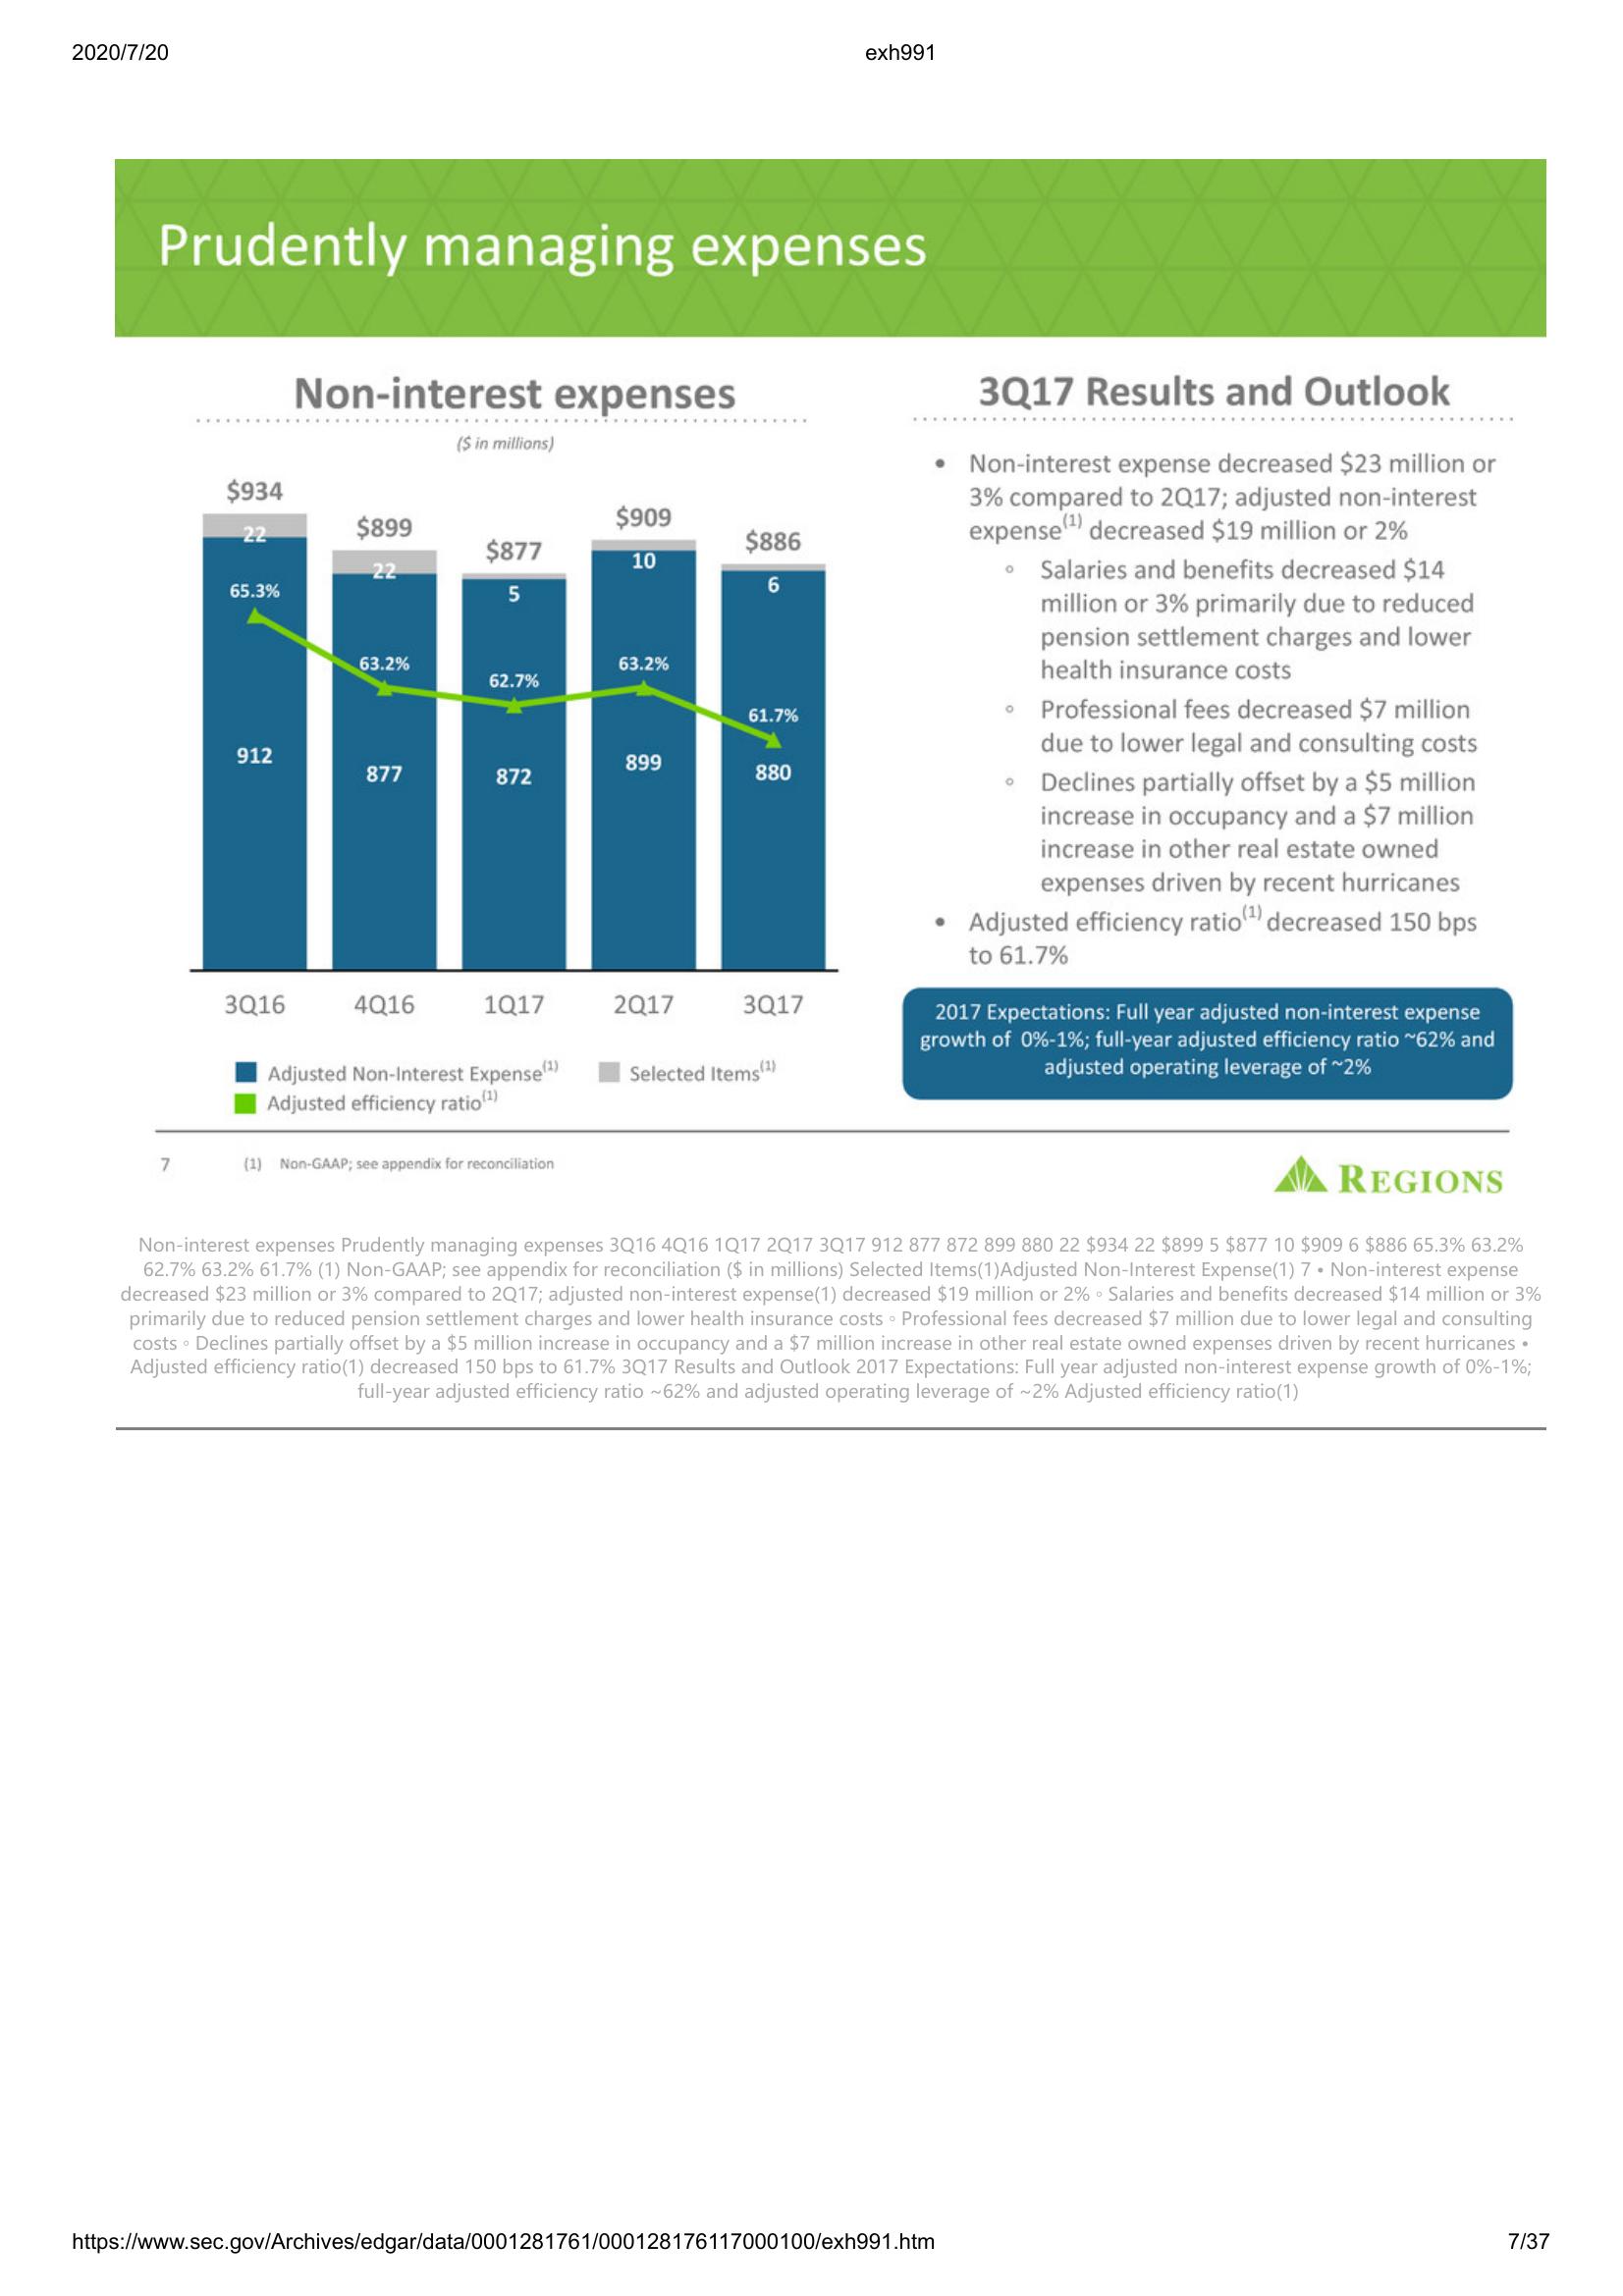 2020/7/20
exh991
Prudently managing expenses
Non-interest expenses
($ in millions)
$934
$899
$877
$909
$886
22
22
5
10
6
65.3%
63.2%
62.7%
63.2%
61.7%
912
877
872
899
880
3Q16
4Q16
1Q17
2Q17
3Q17
Adjusted Non-Interest Expense(1)
Selected Items(1)
Adjusted efficiency ratio(1)
3Q17 Results and Outlook
• Non-interest expense decreased $23 million or
3% compared to 2Q17; adjusted non-interest
expense(1) decreased $19 million or 2%
◦ Salaries and benefits decreased $14
million or 3% primarily due to reduced
pension settlement charges and lower
health insurance costs
◦ Professional fees decreased $7 million
due to lower legal and consulting costs
◦ Declines partially offset by a $5 million
increase in occupancy and a $7 million
increase in other real estate owned
expenses driven by recent hurricanes
• Adjusted efficiency ratio(1) decreased 150 bps
to 61.7%
2017 Expectations: Full year adjusted non-interest expense
growth of 0%-1%; full-year adjusted efficiency ratio ~62% and
adjusted operating leverage of ~2%
7
(1) Non-GAAP; see appendix for reconciliation
REGIONS
Non-interest expenses Prudently managing expenses 3Q16 4Q16 1Q17 2Q17 3Q17 912 877 872 899 880 22 $934 22 $899 5 $877 10 $909 6 $886 65.3% 63.2%
62.7% 63.2% 61.7% (1) Non-GAAP; see appendix for reconciliation ($ in millions) Selected Items(1)Adjusted Non-Interest Expense(1) 7 • Non-interest expense
decreased $23 million or 3% compared to 2Q17; adjusted non-interest expense(1) decreased $19 million or 2% ◦ Salaries and benefits decreased $14 million or 3%
primarily due to reduced pension settlement charges and lower health insurance costs ◦ Professional fees decreased $7 million due to lower legal and consulting
costs ◦ Declines partially offset by a $5 million increase in occupancy and a $7 million increase in other real estate owned expenses driven by recent hurricanes •
Adjusted efficiency ratio(1) decreased 150 bps to 61.7% 3Q17 Results and Outlook 2017 Expectations: Full year adjusted non-interest expense growth of 0%-1%;
full-year adjusted efficiency ratio ~62% and adjusted operating leverage of ~2% Adjusted efficiency ratio(1)
https://www.sec.gov/Archives/edgar/data/0001281761/000128176117000100/exh991.htm
7/37